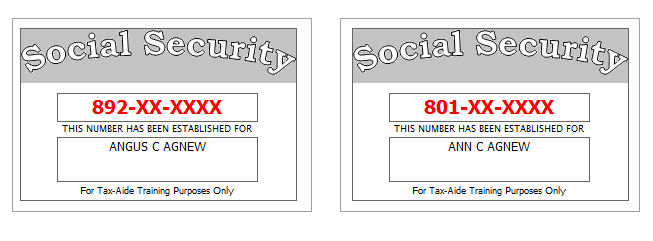 Social Security
892-XX-XXXX
THIS NUMBER HAS BEEN ESTABLISHED FOR
ANGUS C AGNEW
For Tax-Aide Training Purposes Only
Social Security
801-XX-XXXX
THIS NUMBER HAS BEEN ESTABLISHED FOR
ANN C AGNEW
For Tax-Aide Training Purposes Only